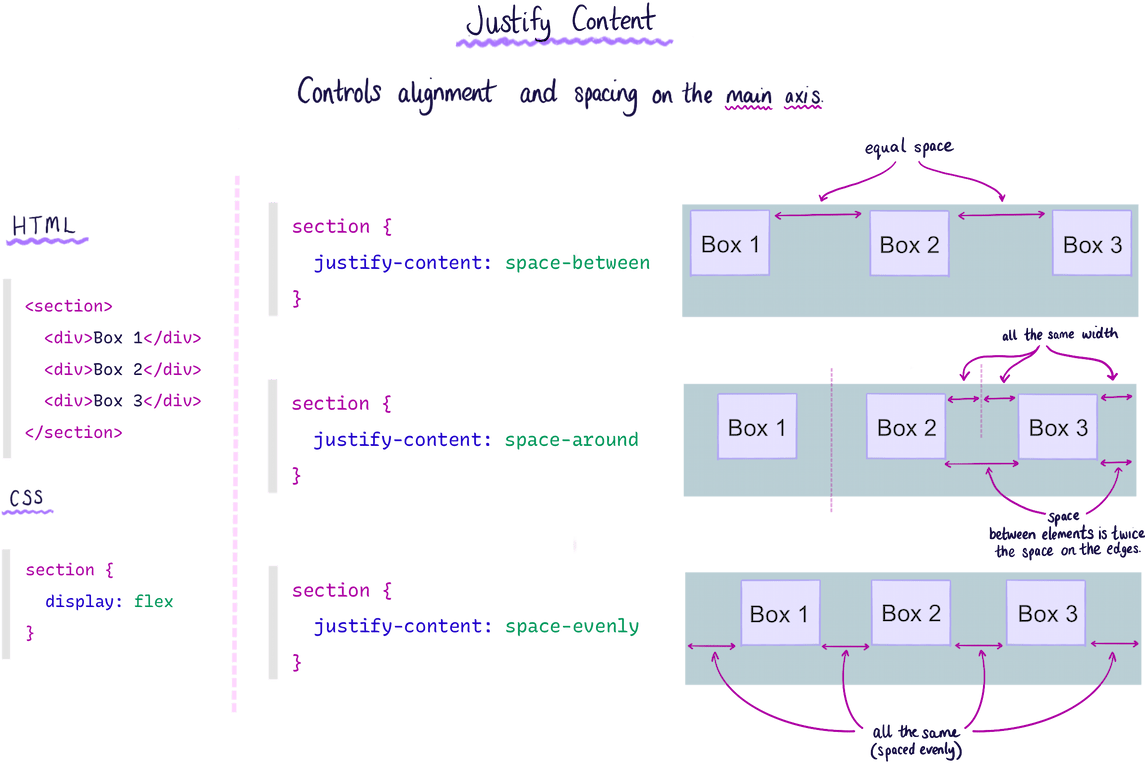 Justify Content
Controls alignment and spacing on the main axis.
HTML
<section>
<div>Box 1</div>
<div>Box 2</div>
<div>Box 3</div>
</section>
CSS
section {
display: flex
}
section {
justify-content: space-between
}
equal space
Box 1
Box 2
Box 3
section {
justify-content: space-around
}
all the same width
Box 1
Box 2
Box 3
space
between elements is twice
the space on the edges.
section {
justify-content: space-evenly
}
Box 1
Box 2
Box 3
all the same
(spaced evenly)